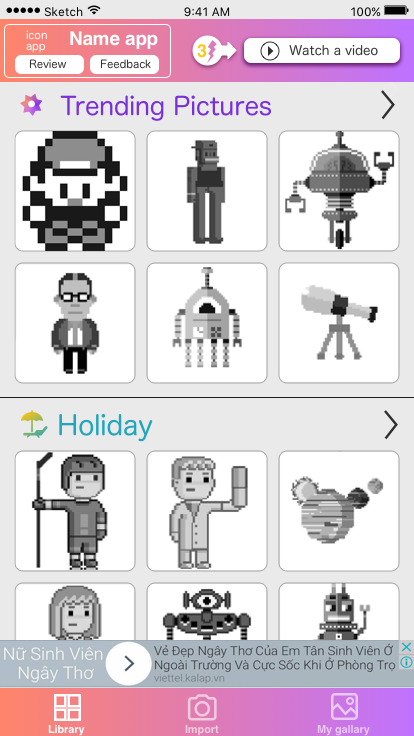 Sketch 9:41 AM 100%
icon
app
Name app
Review Feedback
3 Watch a video
Trending Pictures
Holiday
Nữ Sinh Viên
Ngây Thơ
Vẻ Đẹp Ngây Thơ Của Em Tân Sinh Viên Ở
Ngoài Trường Và Cực Sốc Khi Ở Phòng Trọ
viettel.kalap.vn
Library Import My gallary